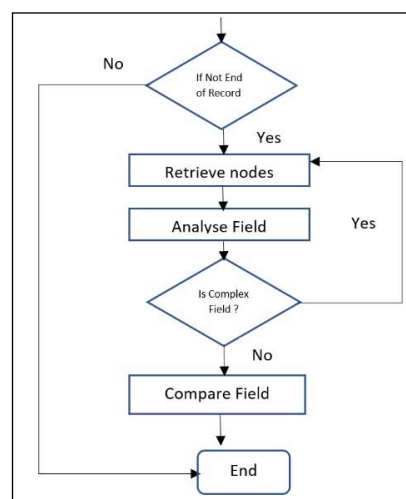 No
If Not End
of Record
Yes
Retrieve nodes
Analyse Field
Yes
Is Complex
Field ?
No
Compare Field
End